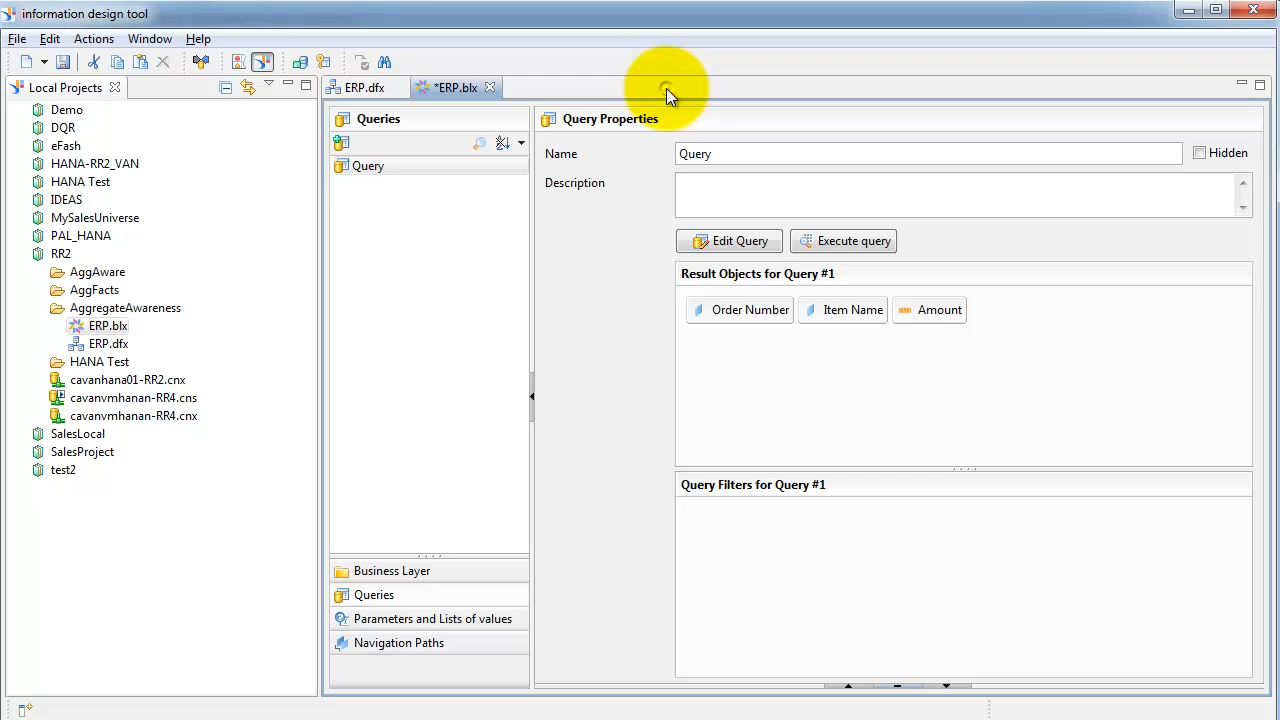 information design tool
File Edit Actions Window Help
Local Projects
ERP.dfx *ERP.blx
Demo
DQR
eFash
HANA-RR2_VAN
HANA Test
IDEAS
MySalesUniverse
PAL_HANA
RR2
AggAware
AggFacts
AggregateAwareness
ERP.blx
ERP.dfx
HANA Test
cavanhana01-RR2.cnx
cavanvmhanan-RR4.cns
cavanvmhanan-RR4.cnx
SalesLocal
SalesProject
test2
Queries
Query
Business Layer
Queries
Parameters and Lists of values
Navigation Paths
Query Properties
Name Query Hidden
Description
Edit Query Execute query
Result Objects for Query #1
Order Number Item Name Amount
Query Filters for Query #1